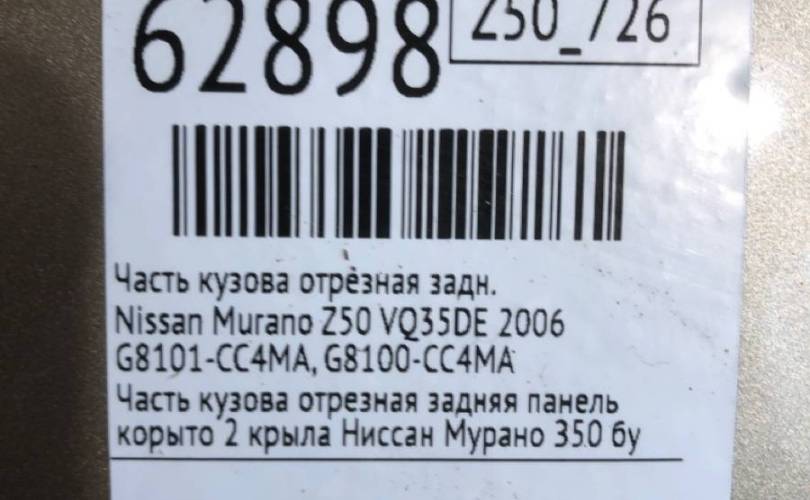 62898
Z50_726
Часть кузова отрезная задн.
Nissan Murano Z50 VQ35DE 2006
G8101-CC4MA, G8100-CC4MA
Часть кузова отрезная задняя панель
корыто 2 крыла Ниссан Мурано 350 бу